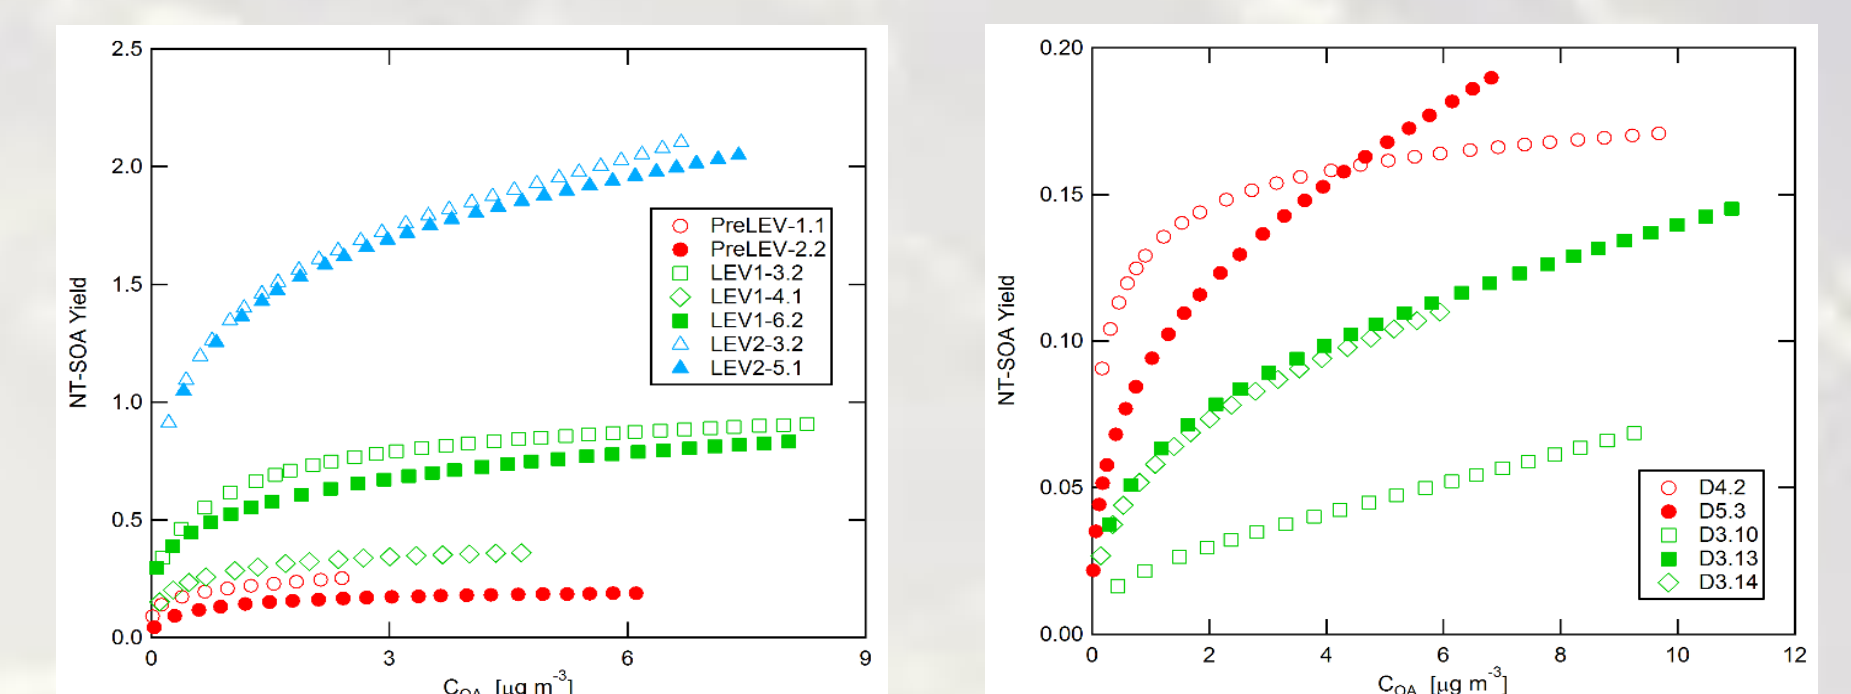 2.5
2.0
1.5
1.0
0.5
0.0
NT-SOA Yield
PreLEV-1.1
PreLEV-2.2
LEV1-3.2
LEV1-4.1
LEV1-6.2
LEV2-3.2
LEV2-5.1
0 3 6 9
C_OA [µg m⁻³]
0.20
0.15
0.10
0.05
0.00
NT-SOA Yield
D4.2
D5.3
D3.10
D3.13
D3.14
0 2 4 6 8 10 12
C_OA [µg m⁻³]